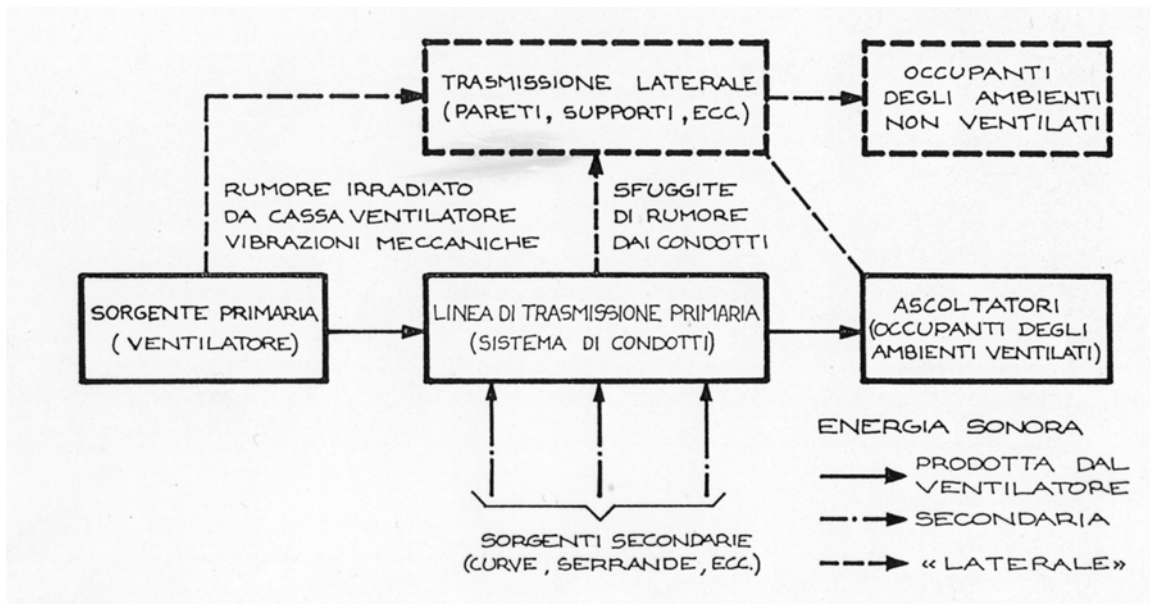 TRASMISSIONE LATERALE
(PARETI, SUPPORTI, ECC.)
OCCUPANTI
DEGLI AMBIENTI
NON VENTILATI
RUMORE IRRADIATO
DA CASSA VENTILATORE
VIBRAZIONI MECCANICHE
SFUGGITE
DI RUMORE
DAI CONDOTTI
SORGENTE PRIMARIA
(VENTILATORE)
LINEA DI TRASMISSIONE PRIMARIA
(SISTEMA DI CONDOTTI)
ASCOLTATORI
(OCCUPANTI DEGLI
AMBIENTI VENTILATI)
SORGENTI SECONDARIE
(CURVE, SERRANDE, ECC.)
ENERGIA SONORA
PRODOTTA DAL
VENTILATORE
SECONDARIA
«LATERALE»